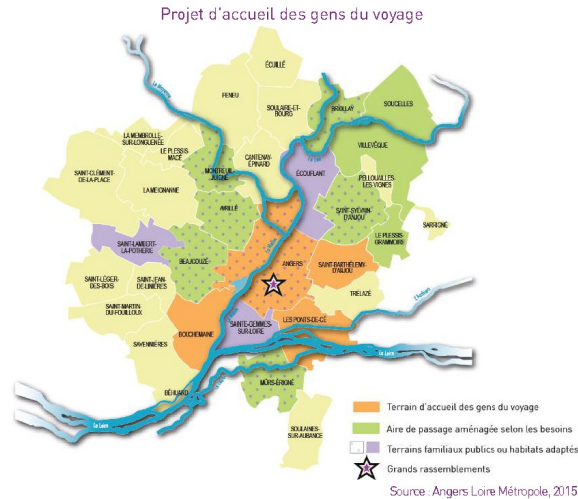 Projet d'accueil des gens du voyage
ÉCUILLÉ
FENEU
SOULAIRE-ET-
BOURG
BRIOLLAY
SOUCELLES
La Mayenne
LA MEMBROLLE-
SUR-LONGUENÉE
LE PLESSIS-
MACÉ
VILLEVÊQUE
SAINT-CLÉMENT-
DE-LA-PLACE
MONTREUIL-
JUIGNÉ
CANTENAY-
ÉPINARD
ÉCOUFLANT
PELLOUAILLES-
LES-VIGNES
LA MEIGNANNE
AVRILLÉ
SAINT-SYLVAIN
D'ANJOU
SARRIGNÉ
LE PLESSIS-
GRAMMOIRE
SAINT-LAMBERT-
LA-POTHERIE
BEAUCOUZÉ
ANGERS
SAINT-BARTHÉLEMY-
D'ANJOU
SAINT-LÉGER-
DES-BOIS
SAINT-JEAN-
DE-LINIÈRES
TRÉLAZÉ
SAINT-MARTIN-
DU-FOUILLOUX
BOUCHEMAINE
SAINTE-GEMMES-
SUR-LOIRE
LES PONTS-DE-CÉ
SAVENNIÈRES
La Loire
BÉHUARD
MÛRS-ÉRIGNÉ
La Loire
SOULAINES-
SUR-AUBANCE
Terrain d'accueil des gens du voyage
Aire de passage aménagée selon les besoins
Terrains familiaux publics ou habitats adaptés
Grands rassemblements
Source : Angers Loire Métropole, 2015